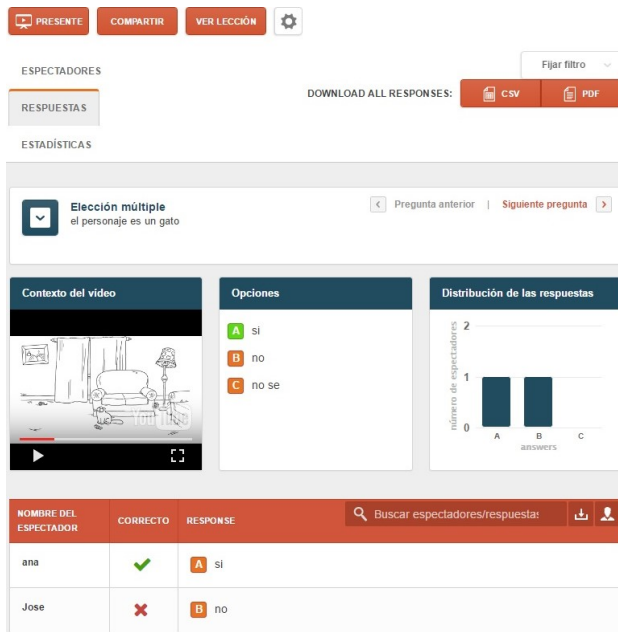 PRESENTE COMPARTIR VER LECCIÓN
ESPECTADORES
Fijar filtro
RESPUESTAS
DOWNLOAD ALL RESPONSES: CSV PDF
ESTADÍSTICAS
Elección múltiple
el personaje es un gato
Pregunta anterior | Siguiente pregunta
Contexto del video
YouTube
Opciones
A si
B no
C no se
Distribución de las respuestas
número de espectadores
2
1
0
A B C
answers
NOMBRE DEL ESPECTADOR
CORRECTO
RESPONSE
Buscar espectadores/respuestas
ana A si
Jose B no